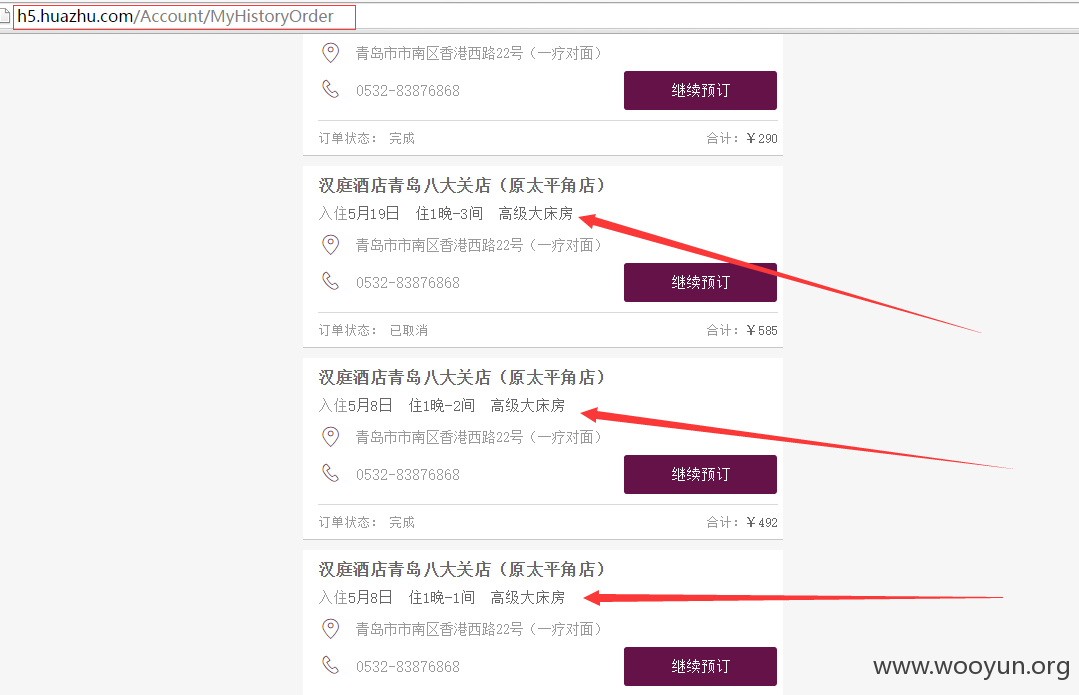 h5.huazhu.com/Account/MyHistoryOrder
青岛市市南区香港西路22号（一疗对面）
0532-83876868
继续预订
订单状态： 完成 合计：￥290
汉庭酒店青岛八大关店（原太平角店）
入住5月19日 住1晚-3间 高级大床房
青岛市市南区香港西路22号（一疗对面）
0532-83876868
继续预订
订单状态： 已取消 合计：￥585
汉庭酒店青岛八大关店（原太平角店）
入住5月8日 住1晚-2间 高级大床房
青岛市市南区香港西路22号（一疗对面）
0532-83876868
继续预订
订单状态： 完成 合计：￥492
汉庭酒店青岛八大关店（原太平角店）
入住5月8日 住1晚-1间 高级大床房
青岛市市南区香港西路22号（一疗对面）
0532-83876868
继续预订
www.wooyun.org